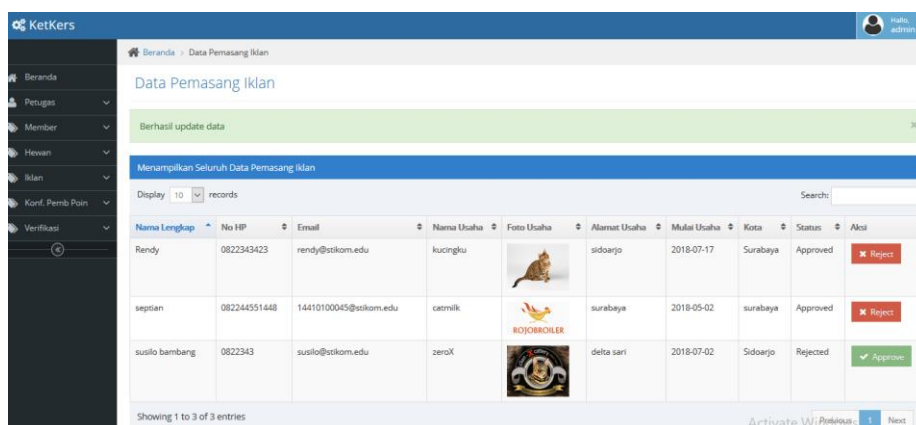 KetKers
Hallo,
admin
Beranda > Data Pemasang Iklan
Beranda
Petugas
Member
Hewan
Iklan
Konf. Pemb Poin
Verifikasi
Data Pemasang Iklan
Berhasil update data
×
Menampilkan Seluruh Data Pemasang Iklan
Display 10 records
Search:
Nama Lengkap No HP Email Nama Usaha Foto Usaha Alamat Usaha Mulai Usaha Kota Status Aksi
Rendy 0822343423 rendy@stikom.edu kucingku sidoarjo 2018-07-17 Surabaya Approved Reject
septian 082244551448 14410100045@stikom.edu catmilk surabaya 2018-05-02 surabaya Approved Reject
ROJOBROILER
susilo bambang 0822343 susilo@stikom.edu zeroX delta sari 2018-07-02 Sidoarjo Rejected Approve
Showing 1 to 3 of 3 entries
Previous 1 Next
Activate Windows